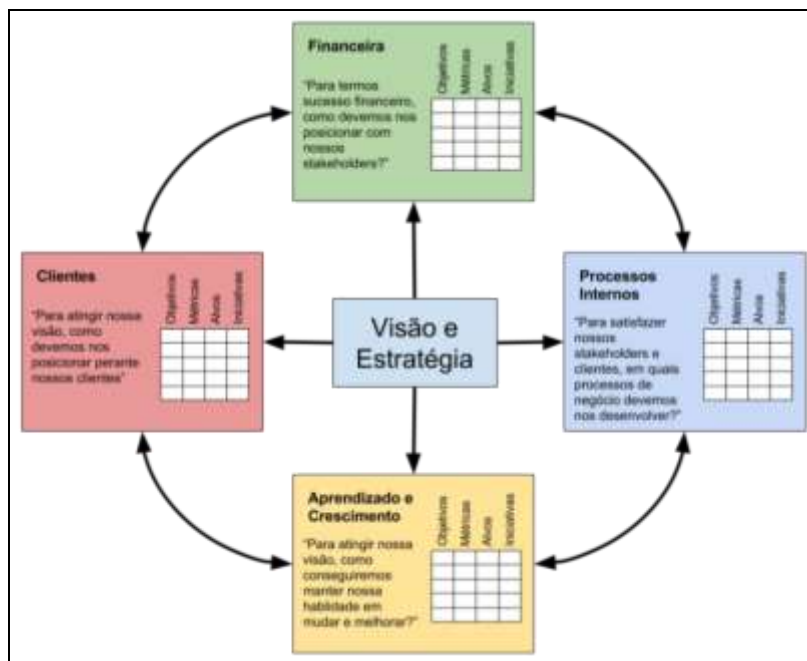 Financeira
Objetivos
Métricas
Alvos
Iniciativas
"Para termos
sucesso financeiro,
como devemos nos
posicionar com
nossos
stakeholders?"
Clientes
Objetivos
Métricas
Alvos
Iniciativas
"Para atingir nossa
visão, como
devemos nos
posicionar perante
nossos clientes"
Visão e
Estratégia
Processos
Internos
Objetivos
Métricas
Alvos
Iniciativas
"Para satisfazer
nossos
stakeholders e
clientes, em quais
processos de
negócio devemos
nos desenvolver?"
Aprendizado e
Crescimento
Objetivos
Métricas
Alvos
Iniciativas
"Para atingir nossa
visão, como
conseguiremos
manter nossa
habilidade em
mudar e melhorar?"